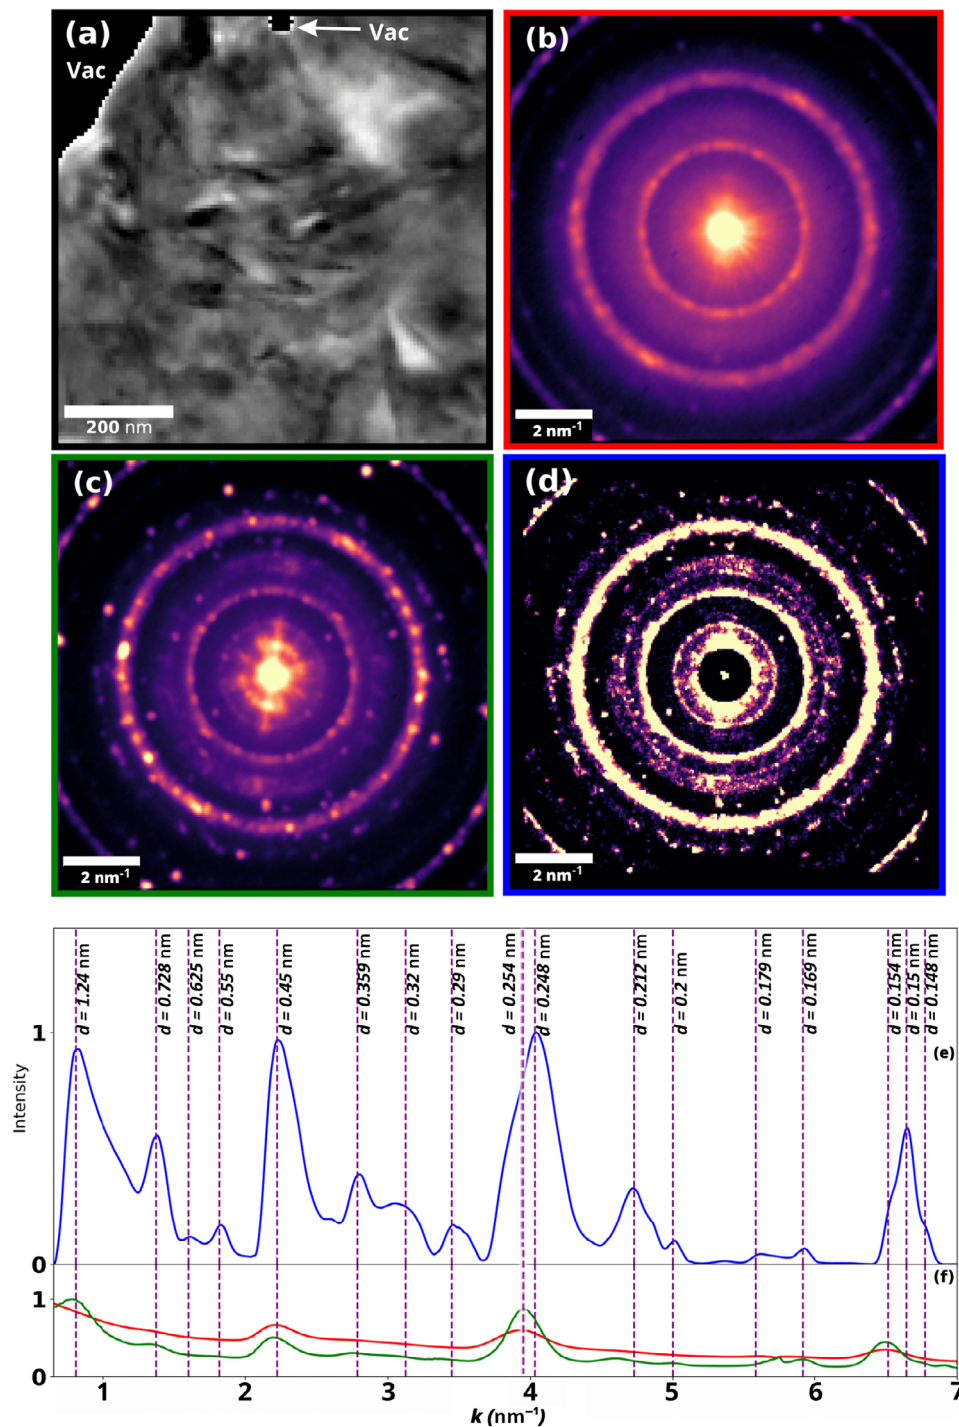 (a)
Vac
Vac
200 nm
(b)
2 nm⁻¹
(c)
2 nm⁻¹
(d)
2 nm⁻¹
d = 1.24 nm
d = 0.728 nm
d = 0.625 nm
d = 0.55 nm
d = 0.45 nm
d = 0.359 nm
d = 0.32 nm
d = 0.29 nm
d = 0.254 nm
d = 0.248 nm
d = 0.212 nm
d = 0.2 nm
d = 0.179 nm
d = 0.169 nm
d = 0.154 nm
d = 0.15 nm
d = 0.148 nm
1
(e)
Intensity
0
(f)
1
0
1 2 3 4 5 6 7
k (nm⁻¹)